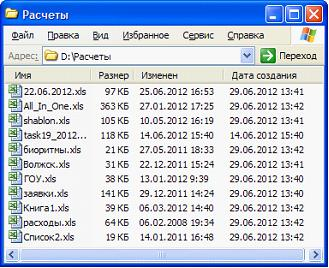 Расчеты
Файл Правка Вид Избранное Сервис Справка
Адрес: D:\Расчеты Переход
Имя Размер Изменен Дата создания
22.06.2012.xls 97 КБ 25.06.2012 16:53 29.06.2012 13:41
All_In_One.xls 363 КБ 27.01.2012 17:25 29.06.2012 13:42
shablon.xls 105 КБ 10.05.2012 16:19 29.06.2012 13:41
task19_2012... 118 КБ 14.06.2012 15:40 14.06.2012 15:40
биоритмы.xls 21 КБ 27.05.2011 18:33 29.06.2012 13:42
Волжск.xls 31 КБ 22.12.2011 15:24 29.06.2012 13:41
ГОУ.xls 38 КБ 13.01.2012 9:39 29.06.2012 13:40
заявки.xls 141 КБ 29.12.2011 14:24 29.06.2012 13:40
Книга1.xls 39 КБ 06.03.2012 14:40 29.06.2012 13:42
расходы.xls 64 КБ 06.02.2008 19:34 29.06.2012 13:42
Список2.xls 19 КБ 14.01.2011 16:48 29.06.2012 13:42